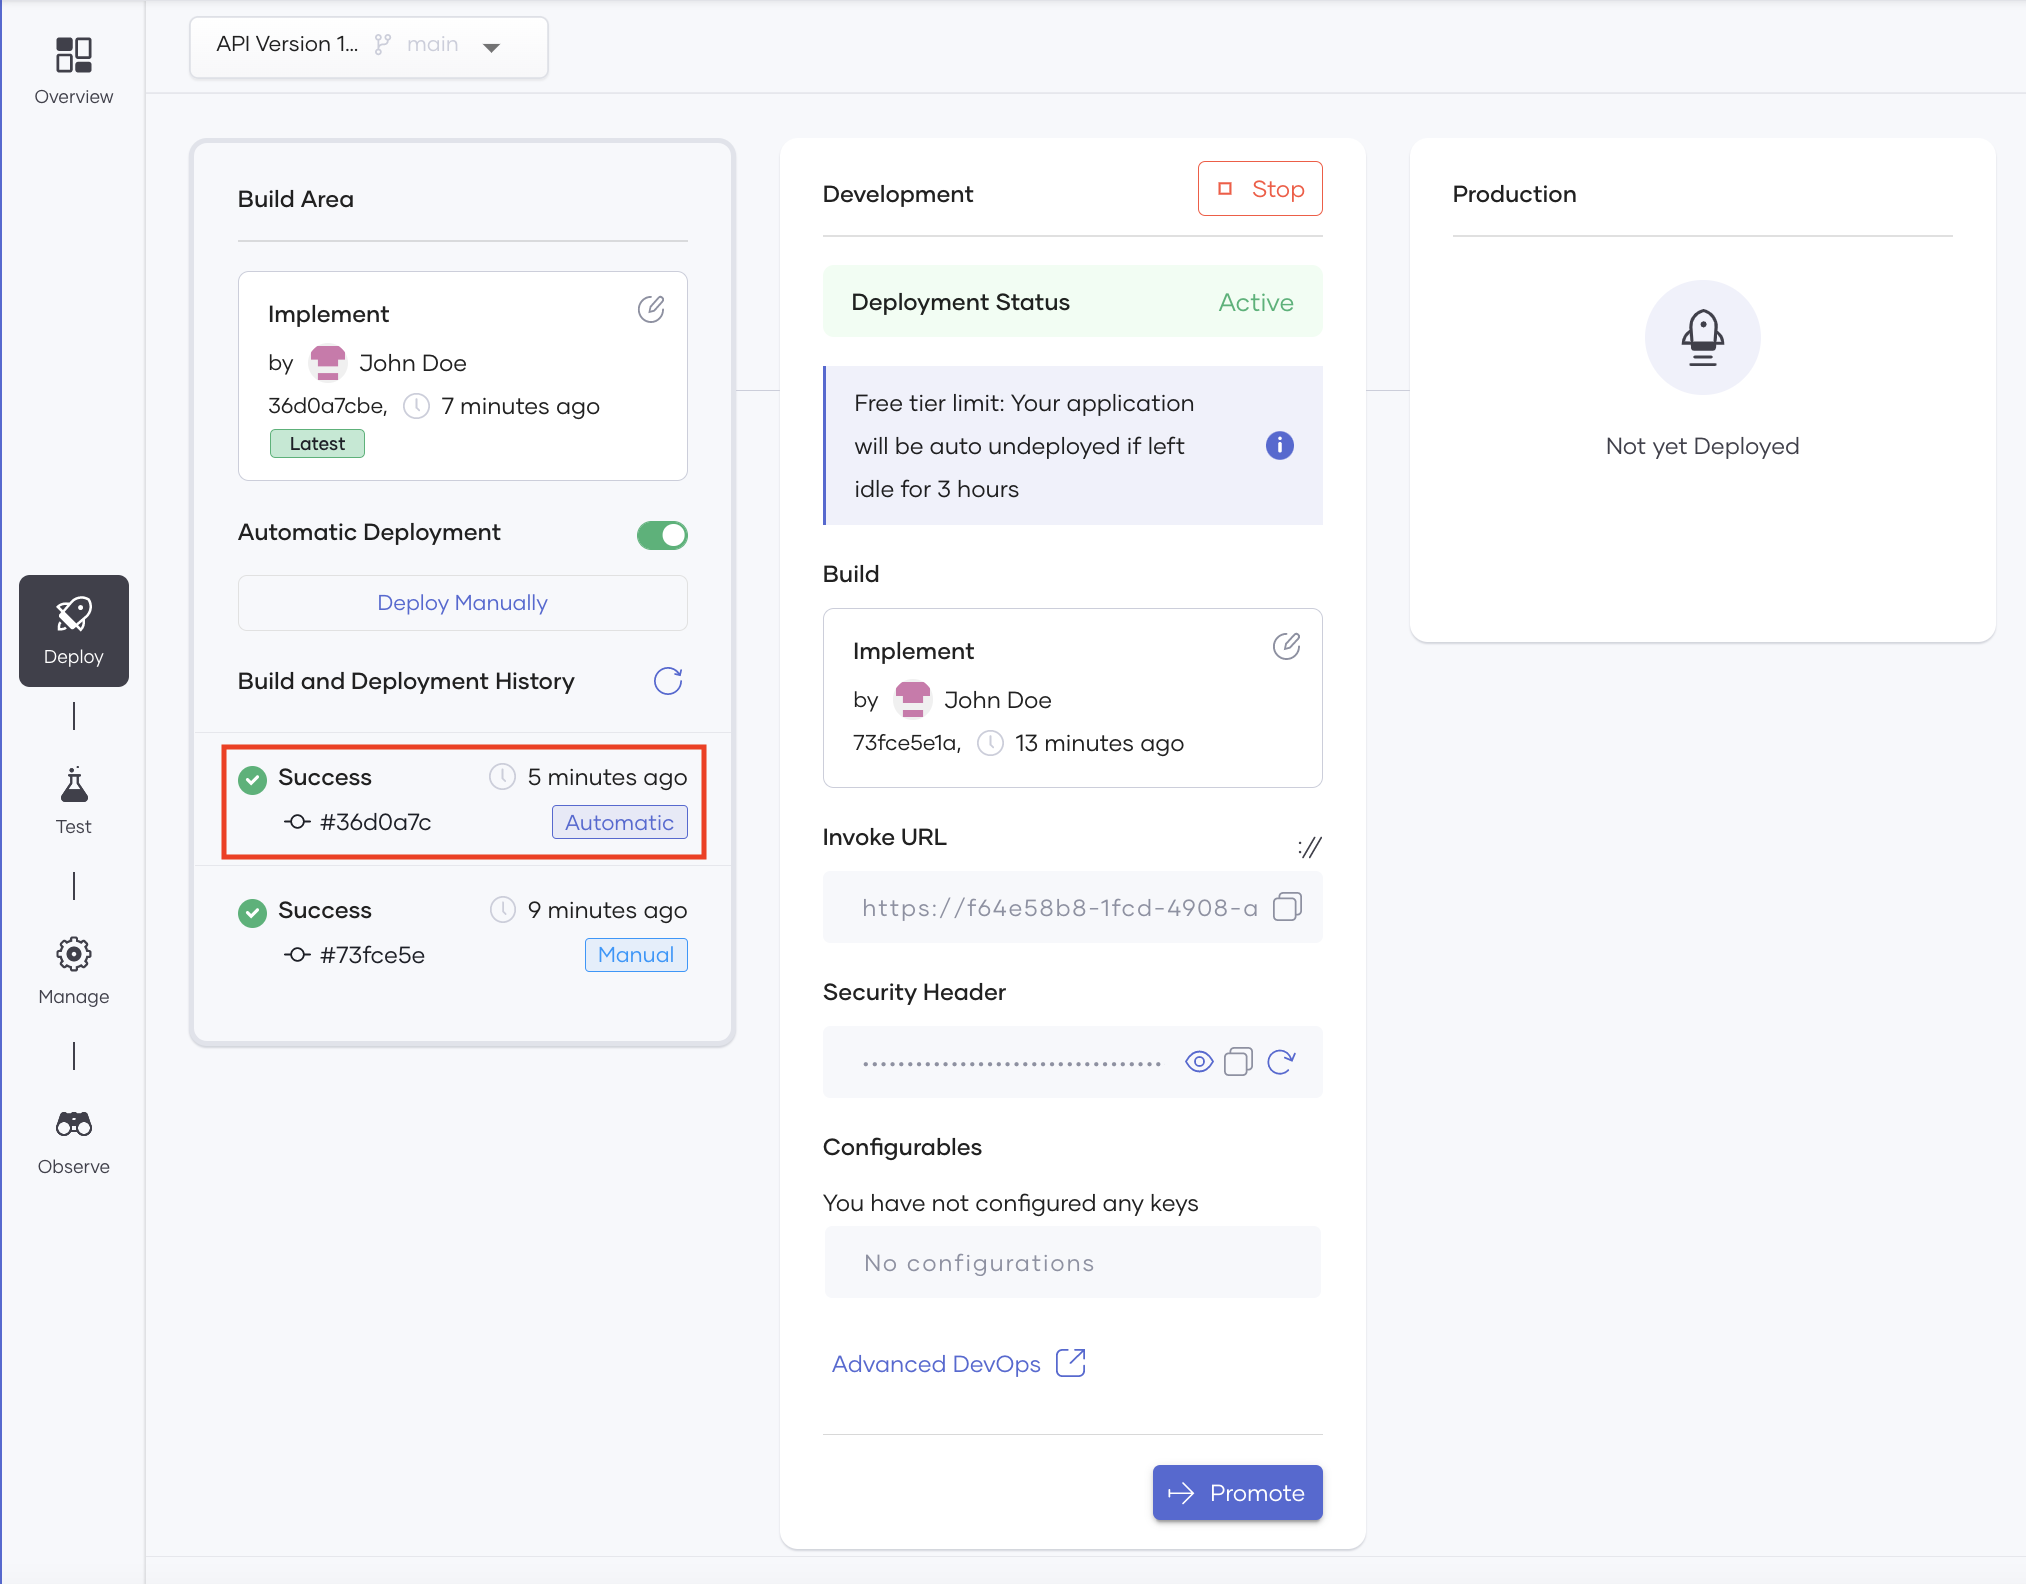 Overview
Deploy
Test
Manage
Observe
API Version 1... main
Build Area
Implement
by John Doe
36d0a7cbe, 7 minutes ago
Latest
Automatic Deployment
Deploy Manually
Build and Deployment History
Success 5 minutes ago
#36d0a7c Automatic
Success 9 minutes ago
#73fce5e Manual
Development
Stop
Deployment Status Active
Free tier limit: Your application
will be auto undeployed if left
idle for 3 hours
Build
Implement
by John Doe
73fce5e1a, 13 minutes ago
Invoke URL
://
https://f64e58b8-1fcd-4908-a
Security Header
Configurables
You have not configured any keys
No configurations
Advanced DevOps
Promote
Production
Not yet Deployed